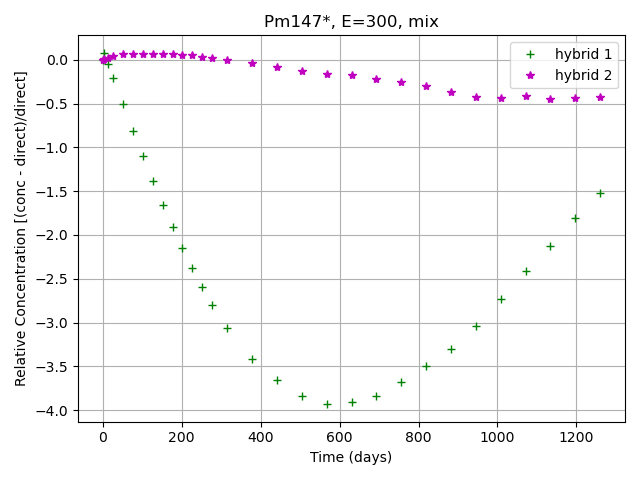 Pm147*, E=300, mix
hybrid 1
hybrid 2
Relative Concentration [(conc - direct)/direct]
0.0
−0.5
−1.0
−1.5
−2.0
−2.5
−3.0
−3.5
−4.0
0 200 400 600 800 1000 1200
Time (days)